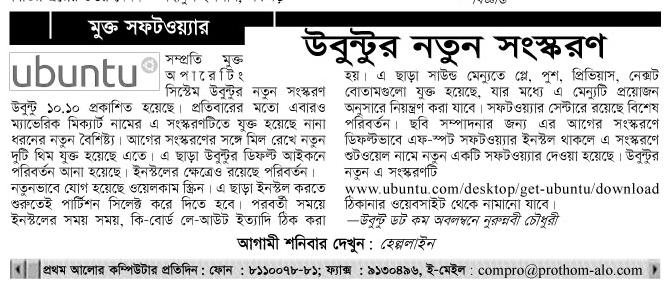 মুক্ত সফটওয়্যার
উবুন্টুর নতুন সংস্করণ
ubuntu
সম্প্রতি মুক্ত
অপারেটিং
সিস্টেম উবুন্টুর নতুন সংস্করণ
উবুন্টু ১০.১০ প্রকাশিত হয়েছে। প্রতিবারের মতো এবারও
ম্যাভেরিক মিক্যার্ট নামের এ সংস্করণটিতে যুক্ত হয়েছে নানা
ধরনের নতুন বৈশিষ্ট্য। আগের সংস্করণের সঙ্গে মিল রেখে নতুন
দুটি থিম যুক্ত হয়েছে এতে। এ ছাড়া উবুন্টুর ডিফল্ট আইকনে
পরিবর্তন আনা হয়েছে। ইনস্টলের ক্ষেত্রেও রয়েছে পরিবর্তন।
নতুনভাবে যোগ হয়েছে ওয়েলকাম স্ক্রিন। এ ছাড়া ইনস্টল করতে
শুরুতেই পার্টিশন সিলেক্ট করে দিতে হবে। পরবর্তী সময়ে
ইনস্টলের সময় সময়, কি-বোর্ড লে-আউট ইত্যাদি ঠিক করা
হয়। এ ছাড়া সাউন্ড মেন্যুতে প্লে, পুশ, প্রিভিয়াস, নেক্সট
বোতামগুলো যুক্ত হয়েছে, যার মধ্যে এ মেন্যুটি প্রয়োজন
অনুসারে নিয়ন্ত্রণ করা যাবে। সফটওয়্যার সেন্টারে রয়েছে বিশেষ
পরিবর্তন। ছবি সম্পাদনার জন্য এর আগের সংস্করণে
ডিফল্টভাবে এফ-স্পট সফটওয়্যার ইনস্টল থাকলে এ সংস্করণে
শুটওয়েল নামে নতুন একটি সফটওয়্যার দেওয়া হয়েছে। উবুন্টুর
নতুন এ সংস্করণটি
www.ubuntu.com/desktop/get-ubuntu/download
ঠিকানার ওয়েবসাইট থেকে নামানো যাবে।
—উবুন্টু ডট কম অবলম্বনে নুরুন্নবী চৌধুরী
আগামী শনিবার দেখুন : হেল্পলাইন
প্রথম আলোর কম্পিউটার প্রতিদিন : ফোন : ৮১১০০৭৮-৮১; ফ্যাক্স : ৯১৩০৪৯৬, ই-মেইল : compro@prothom-alo.com